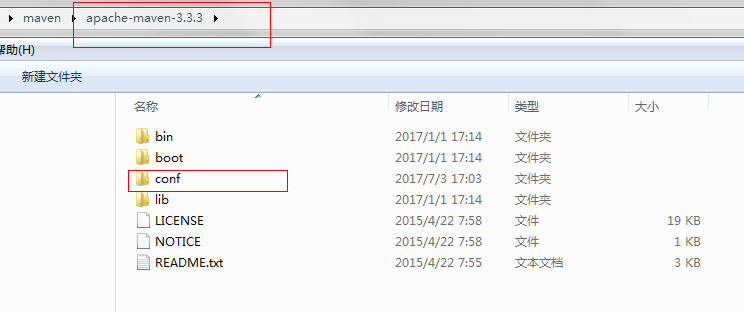 maven apache-maven-3.3.3
帮助(H)
新建文件夹
名称 修改日期 类型 大小
bin 2017/1/1 17:14 文件夹
boot 2017/1/1 17:14 文件夹
conf 2017/7/3 17:03 文件夹
lib 2017/1/1 17:14 文件夹
LICENSE 2015/4/22 7:58 文件 19 KB
NOTICE 2015/4/22 7:58 文件 1 KB
README.txt 2015/4/22 7:55 文本文档 3 KB